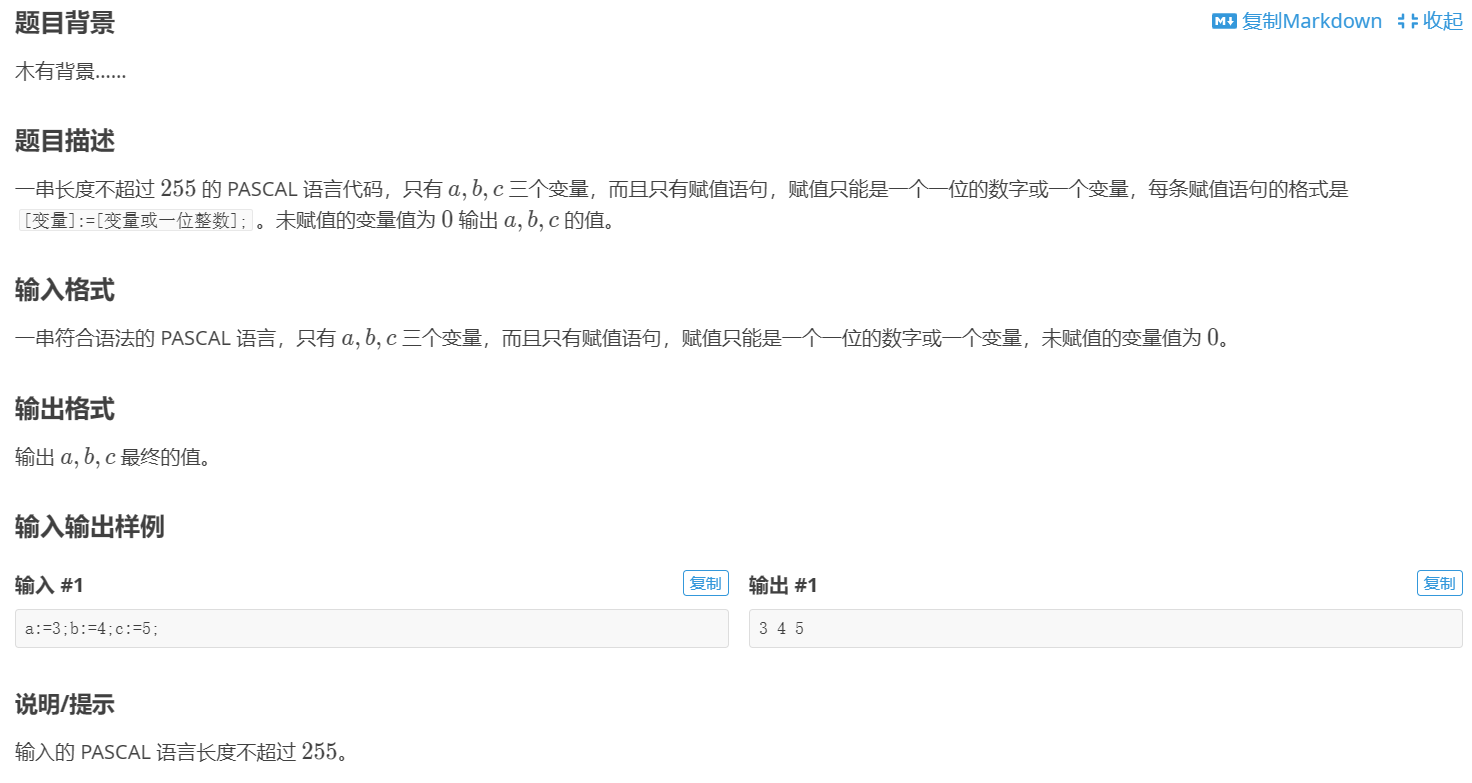 题目背景
复制Markdown 收起
木有背景......
题目描述
一串长度不超过 255 的 PASCAL 语言代码，只有 a, b, c 三个变量，而且只有赋值语句，赋值只能是一个一位的数字或一个变量，每条赋值语句的格式是
[变量]:=[变量或一位整数]; 。未赋值的变量值为 0 输出 a, b, c 的值。
输入格式
一串符合语法的 PASCAL 语言，只有 a, b, c 三个变量，而且只有赋值语句，赋值只能是一个一位的数字或一个变量，未赋值的变量值为 0。
输出格式
输出 a, b, c 最终的值。
输入输出样例
输入 #1
复制
a:=3;b:=4;c:=5;
输出 #1
复制
3 4 5
说明/提示
输入的 PASCAL 语言长度不超过 255。